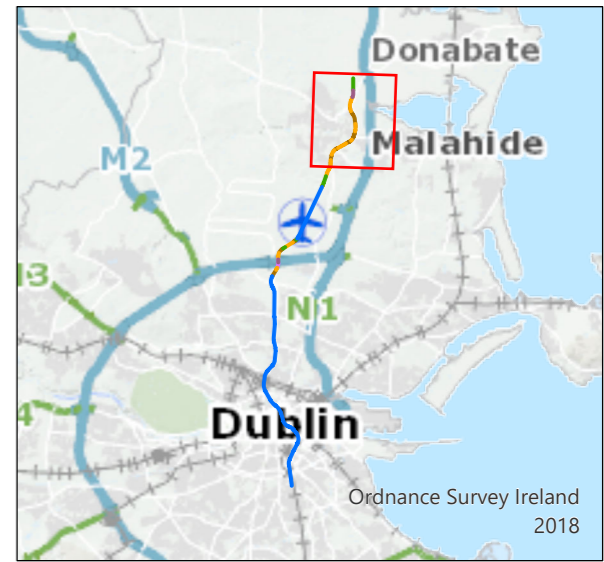 Donabate
Malahide
M2
N1
Dublin
Ordnance Survey Ireland
2018